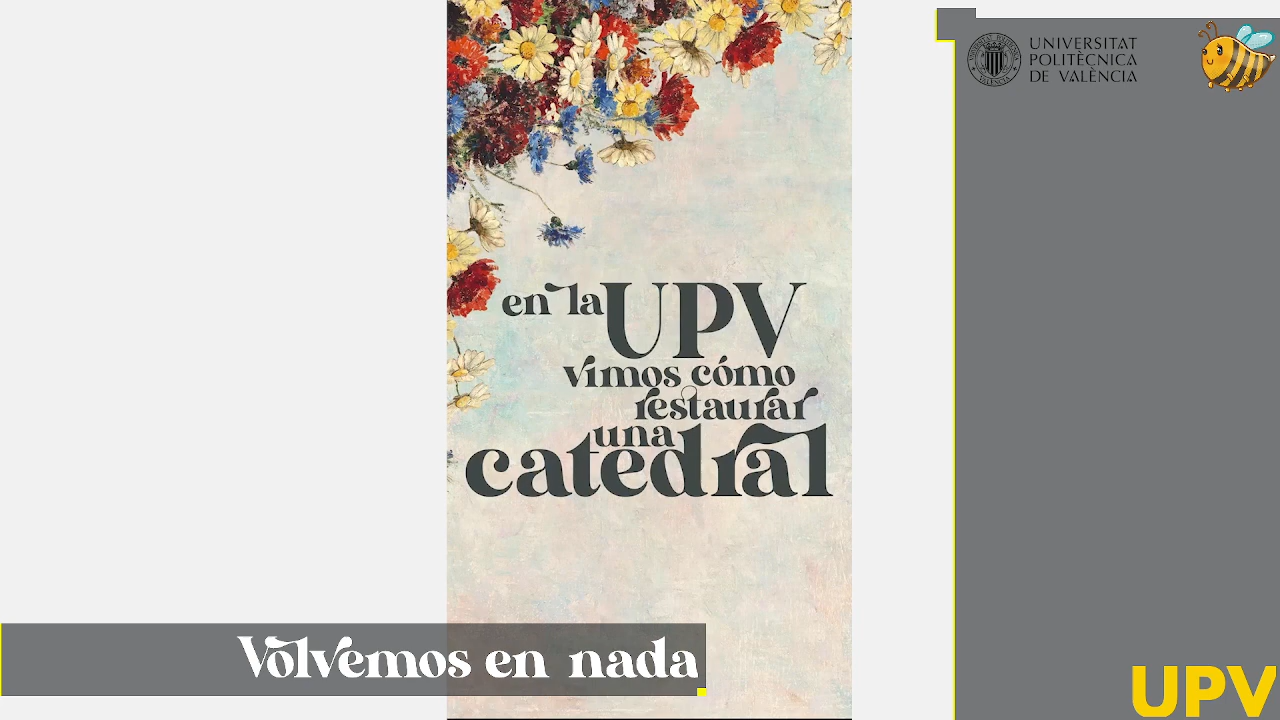 UNIVERSITAT
POLITÈCNICA
DE VALÈNCIA
en la UPV
vimos cómo
restaurar
una
catedral
Volvemos en nada
UPV